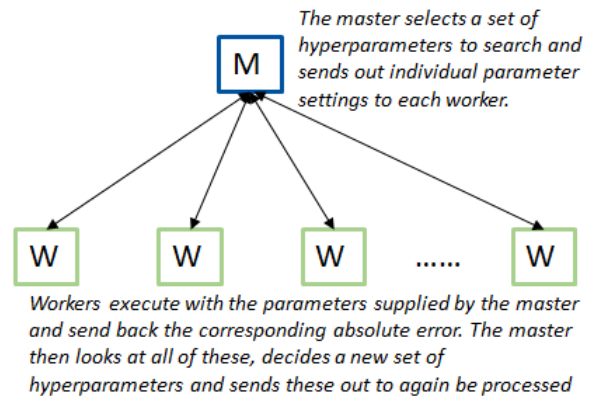 The master selects a set of
hyperparameters to search and
sends out individual parameter
settings to each worker.
M
W W W ...... W
Workers execute with the parameters supplied by the master
and send back the corresponding absolute error. The master
then looks at all of these, decides a new set of
hyperparameters and sends these out to again be processed